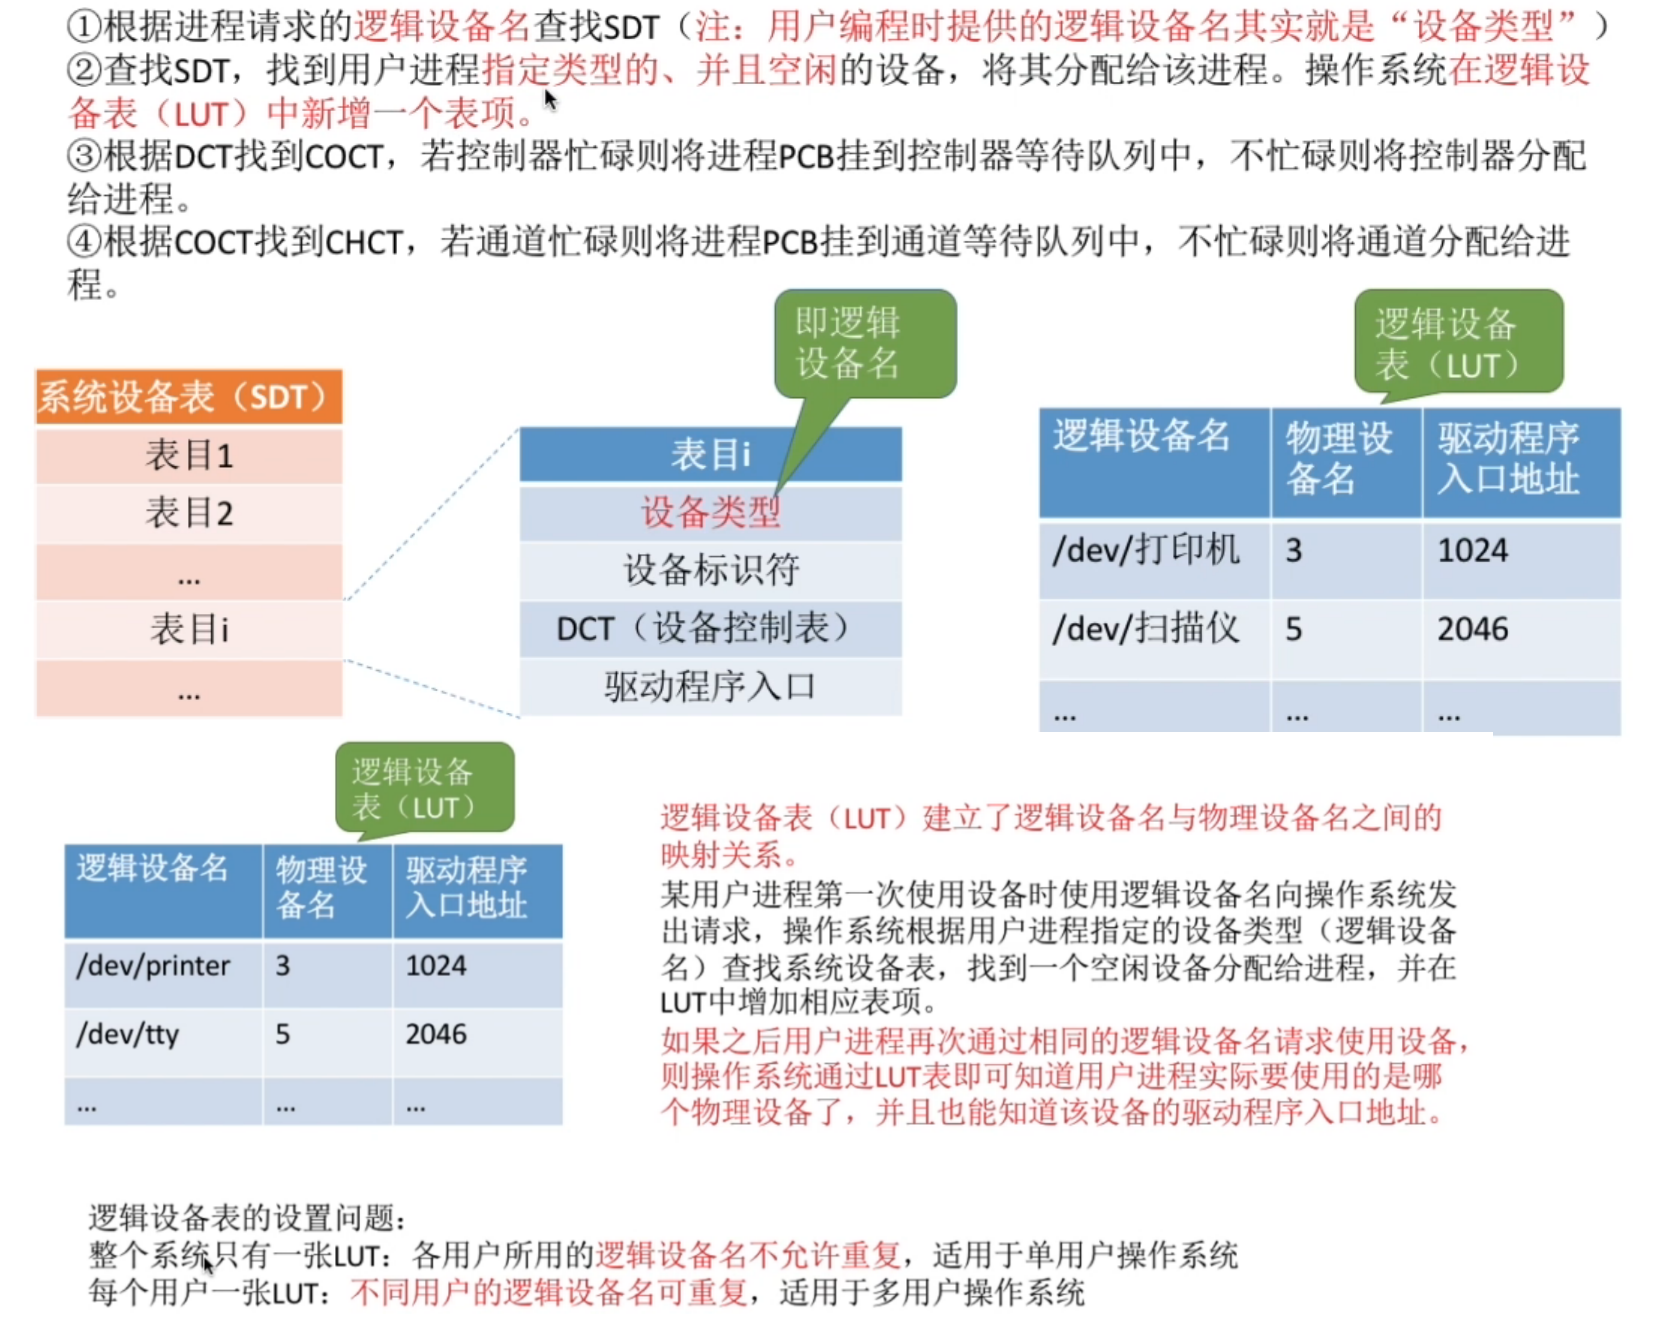 ①根据进程请求的逻辑设备名查找SDT（注：用户编程时提供的逻辑设备名其实就是“设备类型”）
②查找SDT，找到用户进程指定类型的、并且空闲的设备，将其分配给该进程。操作系统在逻辑设
备表（LUT）中新增一个表项。
③根据DCT找到COCT，若控制器忙碌则将进程PCB挂到控制器等待队列中，不忙碌则将控制器分配
给进程。
④根据COCT找到CHCT，若通道忙碌则将进程PCB挂到通道等待队列中，不忙碌则将通道分配给进
程。
即逻辑
设备名
逻辑设备
表（LUT）
系统设备表（SDT）
表目1
表目2
...
表目i
...
表目i
设备类型
设备标识符
DCT（设备控制表）
驱动程序入口
逻辑设备名 物理设备名 驱动程序入口地址
/dev/打印机 3 1024
/dev/扫描仪 5 2046
... ... ...
逻辑设备
表（LUT）
逻辑设备名 物理设备名 驱动程序入口地址
/dev/printer 3 1024
/dev/tty 5 2046
... ... ...
逻辑设备表（LUT）建立了逻辑设备名与物理设备名之间的
映射关系。
某用户进程第一次使用设备时使用逻辑设备名向操作系统发
出请求，操作系统根据用户进程指定的设备类型（逻辑设备
名）查找系统设备表，找到一个空闲设备分配给进程，并在
LUT中增加相应表项。
如果之后用户进程再次通过相同的逻辑设备名请求使用设备，
则操作系统通过LUT表即可知道用户进程实际要使用的是哪
个物理设备了，并且也能知道该设备的驱动程序入口地址。
逻辑设备表的设置问题：
整个系统只有一张LUT：各用户所用的逻辑设备名不允许重复，适用于单用户操作系统
每个用户一张LUT：不同用户的逻辑设备名可重复，适用于多用户操作系统